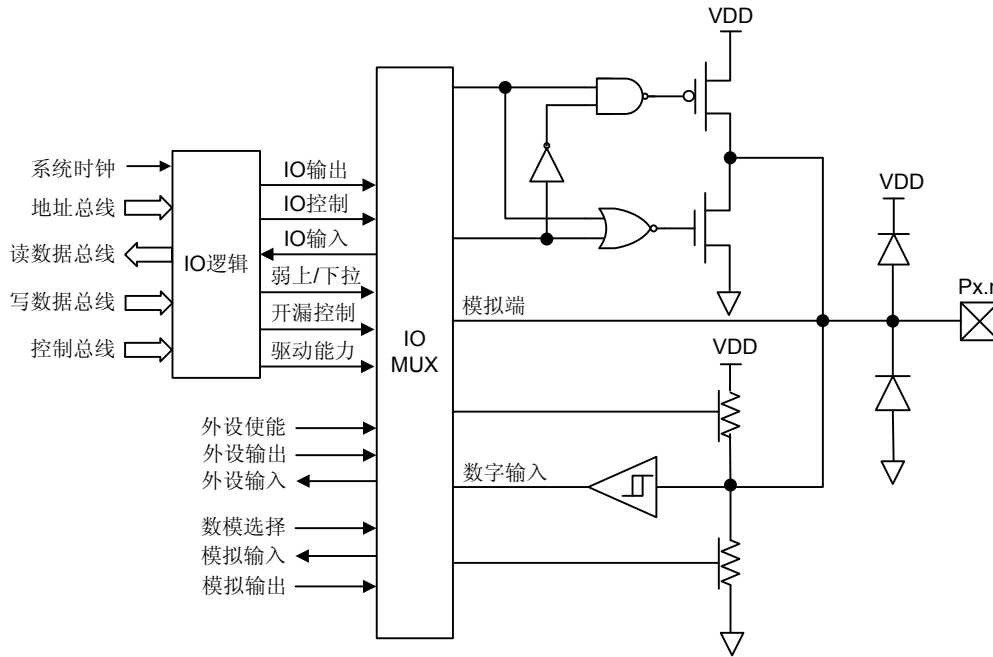 VDD
系统时钟
地址总线
读数据总线
写数据总线
控制总线
IO逻辑
IO输出
IO控制
IO输入
弱上/下拉
开漏控制
驱动能力
IO
MUX
外设使能
外设输出
外设输入
数模选择
模拟输入
模拟输出
模拟端
VDD
数字输入
VDD
Px.n